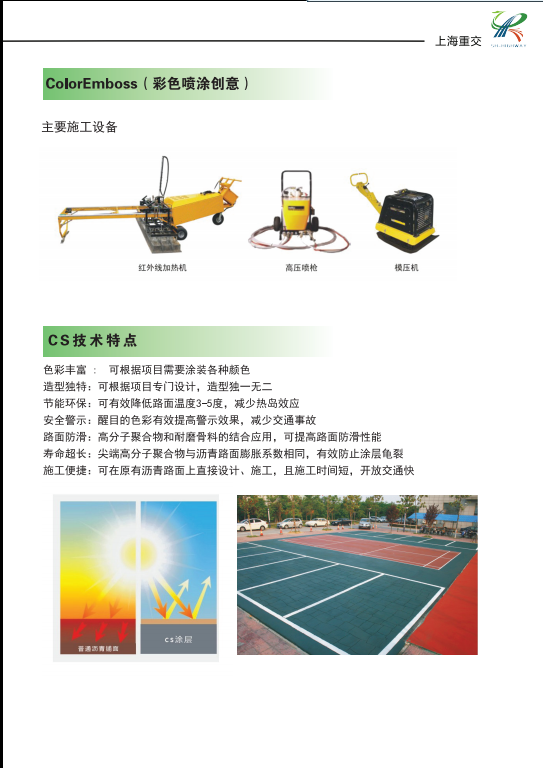 上海重交
ColorEmboss（彩色喷涂创意）
主要施工设备
红外线加热机
高压喷枪
模压机
CS技术特点
色彩丰富 ： 可根据项目需要涂装各种颜色
造型独特：可根据项目专门设计，造型独一无二
节能环保：可有效降低路面温度3-5度，减少热岛效应
安全警示：醒目的色彩有效提高警示效果，减少交通事故
路面防滑：高分子聚合物和耐磨骨料的结合应用，可提高路面防滑性能
寿命超长：尖端高分子聚合物与沥青路面膨胀系数相同，有效防止涂层龟裂
施工便捷：可在原有沥青路面上直接设计、施工，且施工时间短，开放交通快
cs涂层
普通沥青铺面